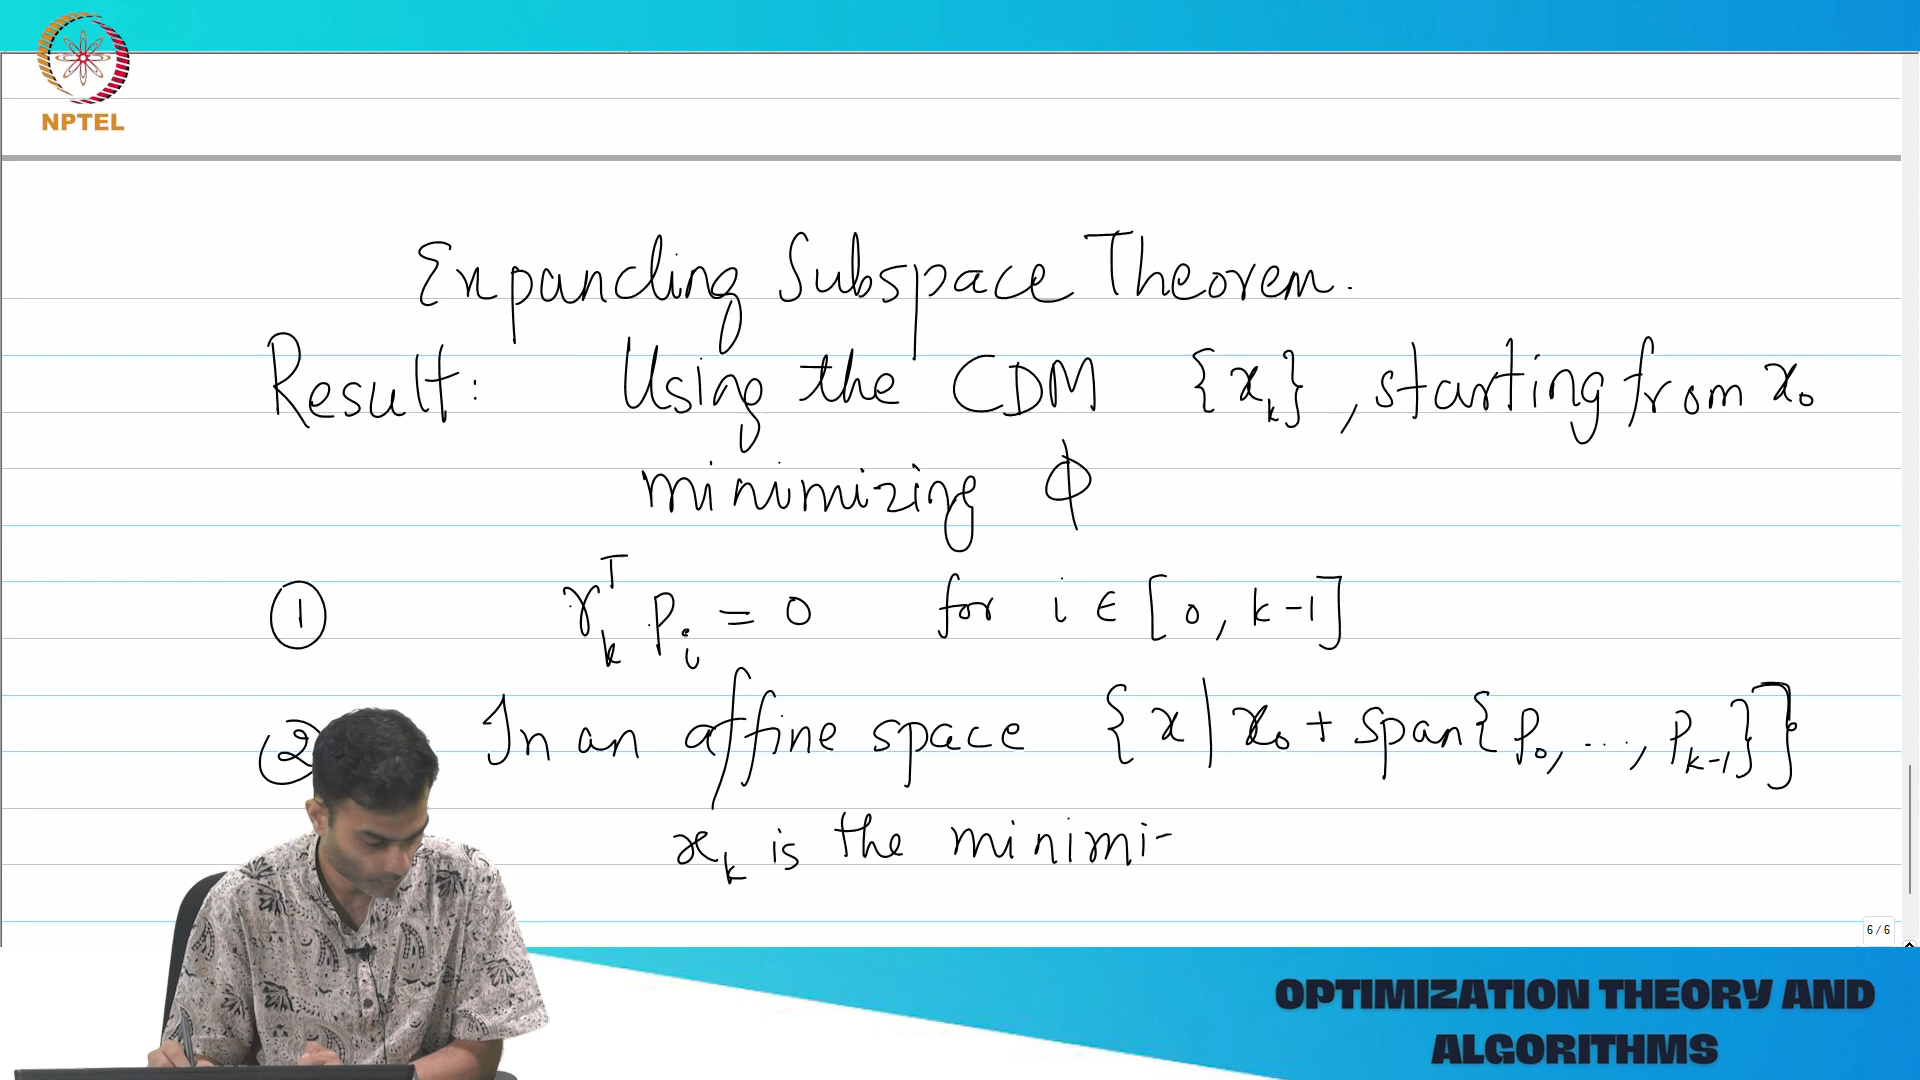 NPTEL
Expanding Subspace Theorem.
Result: Using the CDM {x_k}, starting from x_0
minimizing ϕ
① r_k^T p_i = 0 for i ∈ [0, k-1]
② In an affine space {x | x_0 + span{p_0, ..., p_{k-1}}}
x_k is the minimi
6 / 6
OPTIMIZATION THEORY AND
ALGORITHMS